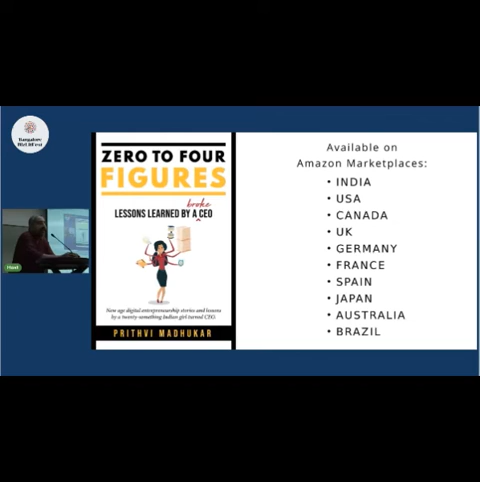 ZERO TO FOUR
FIGURES
broke
LESSONS LEARNED BY A ^ CEO
New age digital entrepreneurship stories and lessons
by a twenty-something Indian girl turned CEO.
PRITHVI MADHUKAR
Available on
Amazon Marketplaces:
• INDIA
• USA
• CANADA
• UK
• GERMANY
• FRANCE
• SPAIN
• JAPAN
• AUSTRALIA
• BRAZIL